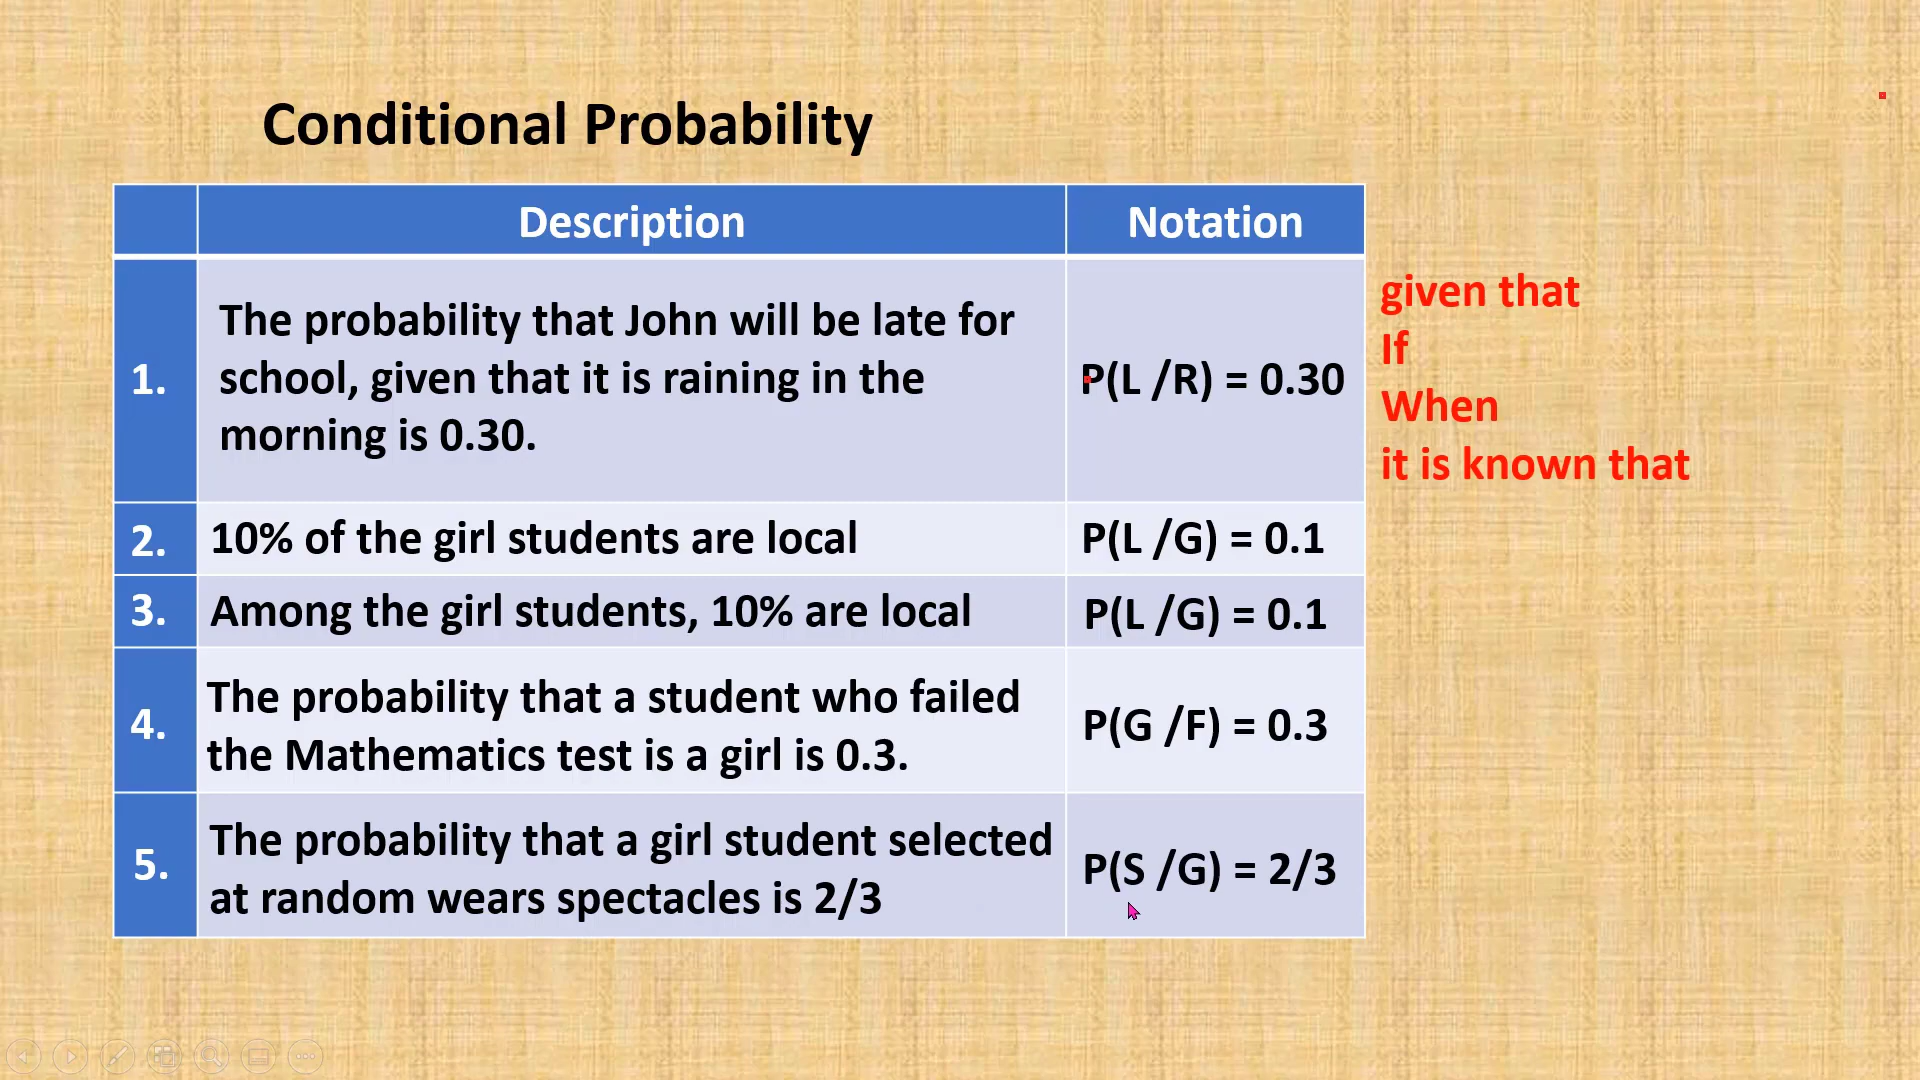 Conditional Probability
Description
Notation
1.
The probability that John will be late for
school, given that it is raining in the
morning is 0.30.
P(L /R) = 0.30
given that
If
When
it is known that
2.
10% of the girl students are local
P(L /G) = 0.1
3.
Among the girl students, 10% are local
P(L /G) = 0.1
4.
The probability that a student who failed
the Mathematics test is a girl is 0.3.
P(G /F) = 0.3
5.
The probability that a girl student selected
at random wears spectacles is 2/3
P(S /G) = 2/3